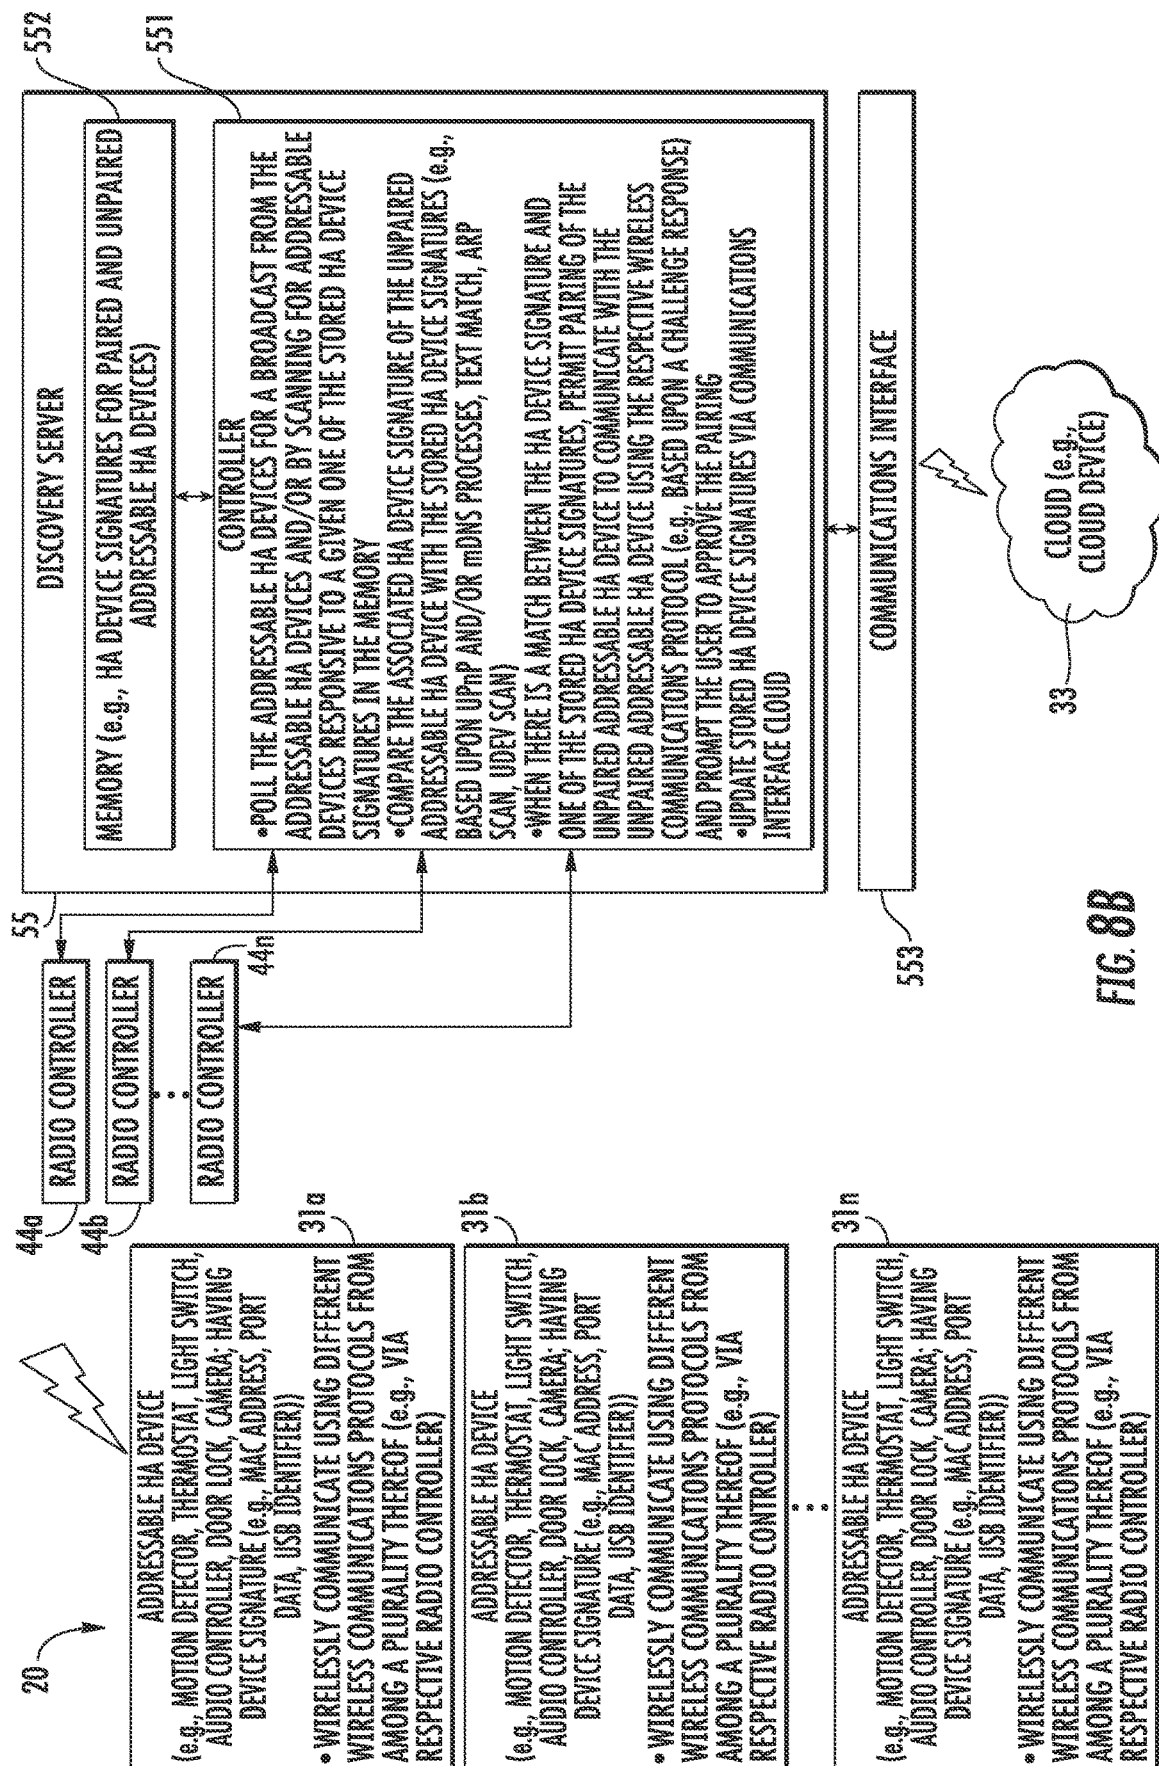 20
ADDRESSABLE HA DEVICE
(e.g., MOTION DETECTOR, THERMOSTAT, LIGHT SWITCH,
AUDIO CONTROLLER, DOOR LOCK, CAMERA; HAVING
DEVICE SIGNATURE (e.g., MAC ADDRESS, PORT
DATA, USB IDENTIFIER))
• WIRELESSLY COMMUNICATE USING DIFFERENT
WIRELESS COMMUNICATIONS PROTOCOLS FROM
AMONG A PLURALITY THEREOF (e.g., VIA
RESPECTIVE RADIO CONTROLLER)
31a
ADDRESSABLE HA DEVICE
(e.g., MOTION DETECTOR, THERMOSTAT, LIGHT SWITCH,
AUDIO CONTROLLER, DOOR LOCK, CAMERA; HAVING
DEVICE SIGNATURE (e.g., MAC ADDRESS, PORT
DATA, USB IDENTIFIER))
• WIRELESSLY COMMUNICATE USING DIFFERENT
WIRELESS COMMUNICATIONS PROTOCOLS FROM
AMONG A PLURALITY THEREOF (e.g., VIA
RESPECTIVE RADIO CONTROLLER)
31b
ADDRESSABLE HA DEVICE
(e.g., MOTION DETECTOR, THERMOSTAT, LIGHT SWITCH,
AUDIO CONTROLLER, DOOR LOCK, CAMERA; HAVING
DEVICE SIGNATURE (e.g., MAC ADDRESS, PORT
DATA, USB IDENTIFIER))
• WIRELESSLY COMMUNICATE USING DIFFERENT
WIRELESS COMMUNICATIONS PROTOCOLS FROM
AMONG A PLURALITY THEREOF (e.g., VIA
RESPECTIVE RADIO CONTROLLER)
31n
44a
RADIO CONTROLLER
44b
RADIO CONTROLLER
RADIO CONTROLLER
44n
55
DISCOVERY SERVER
552
MEMORY (e.g., HA DEVICE SIGNATURES FOR PAIRED AND UNPAIRED
ADDRESSABLE HA DEVICES)
551
CONTROLLER
•POLL THE ADDRESSABLE HA DEVICES FOR A BROADCAST FROM THE
ADDRESSABLE HA DEVICES AND/OR BY SCANNING FOR ADDRESSABLE
DEVICES RESPONSIVE TO A GIVEN ONE OF THE STORED HA DEVICE
SIGNATURES IN THE MEMORY
•COMPARE THE ASSOCIATED HA DEVICE SIGNATURE OF THE UNPAIRED
ADDRESSABLE HA DEVICE WITH THE STORED HA DEVICE SIGNATURES (e.g.,
BASED UPON UPnP AND/OR mDNS PROCESSES, TEXT MATCH, ARP
SCAN, UDEV SCAN)
•WHEN THERE IS A MATCH BETWEEN THE HA DEVICE SIGNATURE AND
ONE OF THE STORED HA DEVICE SIGNATURES, PERMIT PAIRING OF THE
UNPAIRED ADDRESSABLE HA DEVICE TO COMMUNICATE WITH THE
UNPAIRED ADDRESSABLE HA DEVICE USING THE RESPECTIVE WIRELESS
COMMUNICATIONS PROTOCOL (e.g., BASED UPON A CHALLENGE RESPONSE)
AND PROMPT THE USER TO APPROVE THE PAIRING
•UPDATE STORED HA DEVICE SIGNATURES VIA COMMUNICATIONS
INTERFACE CLOUD
553
COMMUNICATIONS INTERFACE
33
CLOUD (e.g.,
CLOUD DEVICE)
FIG. 8B